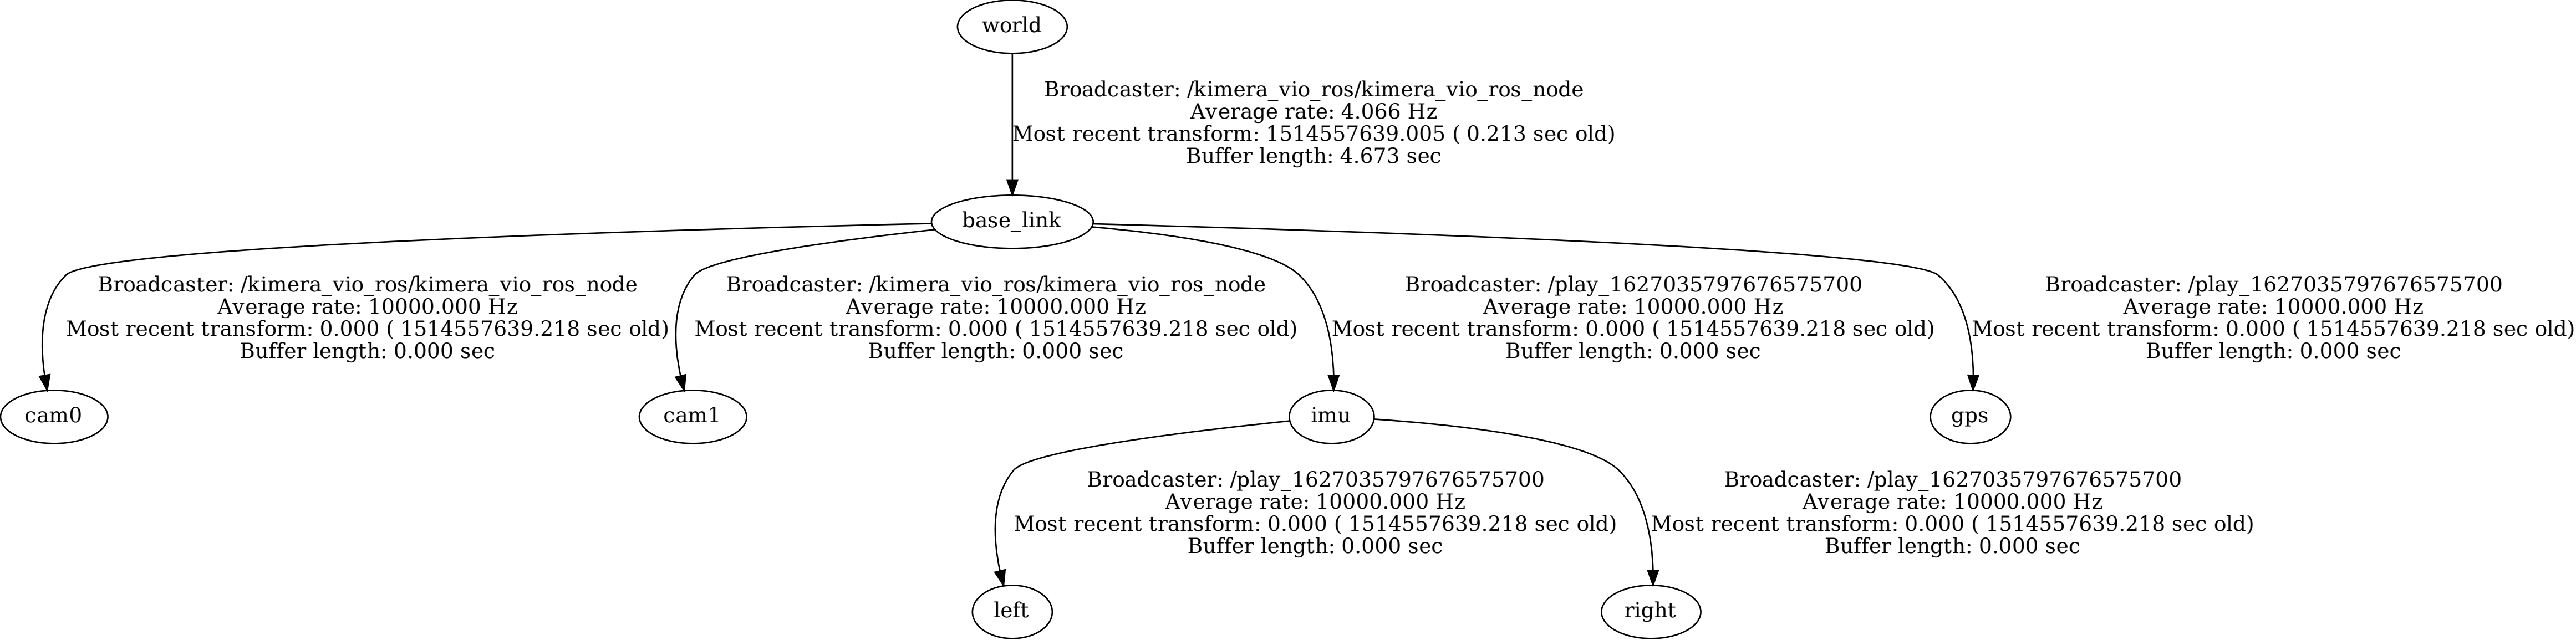 world
Broadcaster: /kimera_vio_ros/kimera_vio_ros_node
Average rate: 4.066 Hz
Most recent transform: 1514557639.005 ( 0.213 sec old)
Buffer length: 4.673 sec
base_link
Broadcaster: /kimera_vio_ros/kimera_vio_ros_node
Average rate: 10000.000 Hz
Most recent transform: 0.000 ( 1514557639.218 sec old)
Buffer length: 0.000 sec
Broadcaster: /kimera_vio_ros/kimera_vio_ros_node
Average rate: 10000.000 Hz
Most recent transform: 0.000 ( 1514557639.218 sec old)
Buffer length: 0.000 sec
Broadcaster: /play_1627035797676575700
Average rate: 10000.000 Hz
Most recent transform: 0.000 ( 1514557639.218 sec old)
Buffer length: 0.000 sec
Broadcaster: /play_1627035797676575700
Average rate: 10000.000 Hz
Most recent transform: 0.000 ( 1514557639.218 sec old)
Buffer length: 0.000 sec
cam0
cam1
imu
gps
Broadcaster: /play_1627035797676575700
Average rate: 10000.000 Hz
Most recent transform: 0.000 ( 1514557639.218 sec old)
Buffer length: 0.000 sec
Broadcaster: /play_1627035797676575700
Average rate: 10000.000 Hz
Most recent transform: 0.000 ( 1514557639.218 sec old)
Buffer length: 0.000 sec
left
right